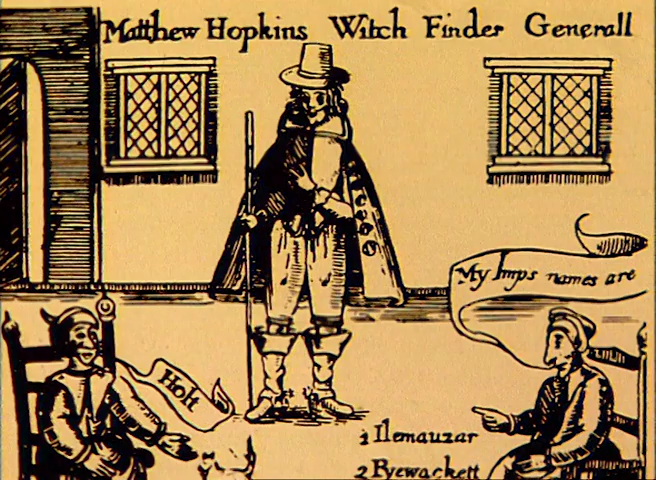 Matthew Hopkins Witch Finder Generall
My Imps names are
Holt
1 Ilemauzar
2 Pyewackett